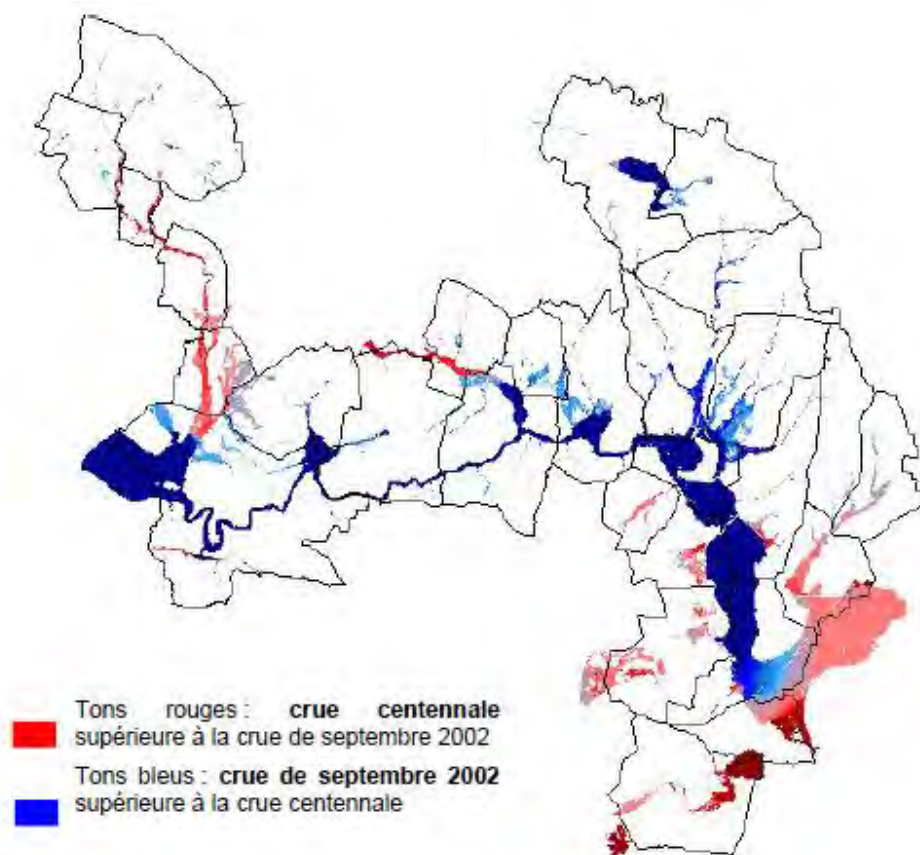 Tons rouges : crue centennale
supérieure à la crue de septembre 2002
Tons bleus : crue de septembre 2002
supérieure à la crue centennale